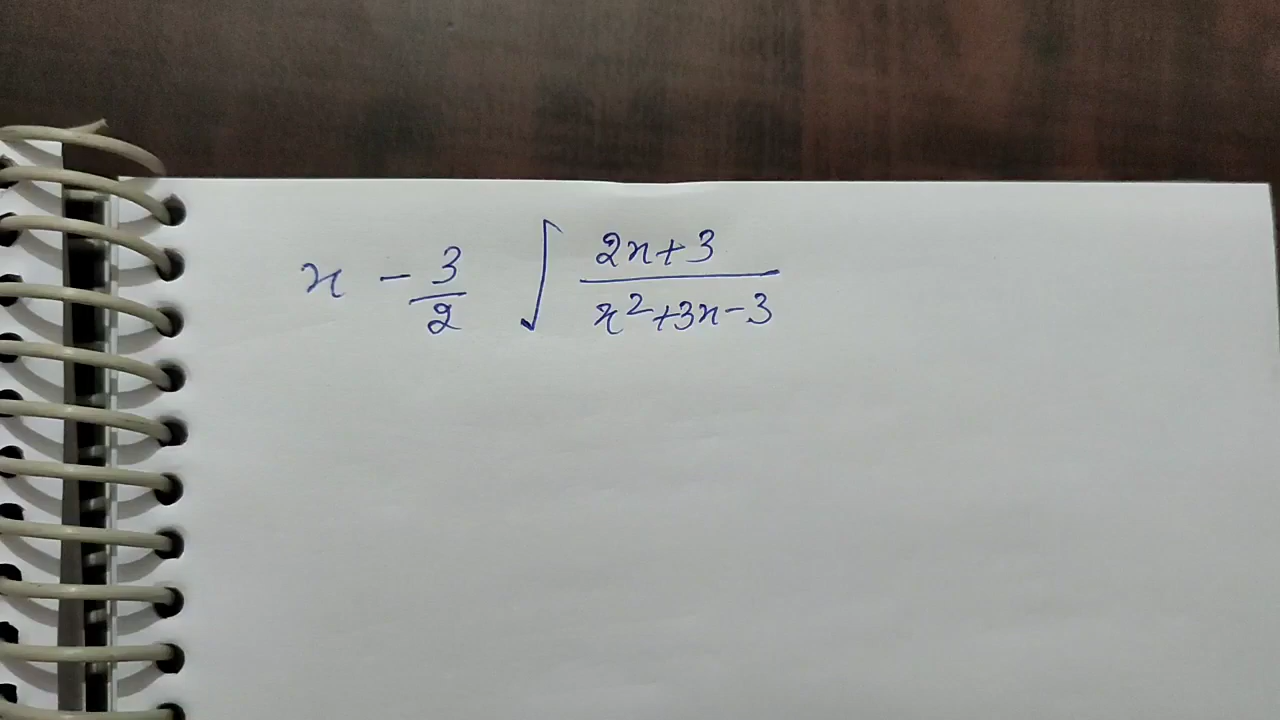 x - 3/2 ∫ (2x+3)/(x²+3x-3)